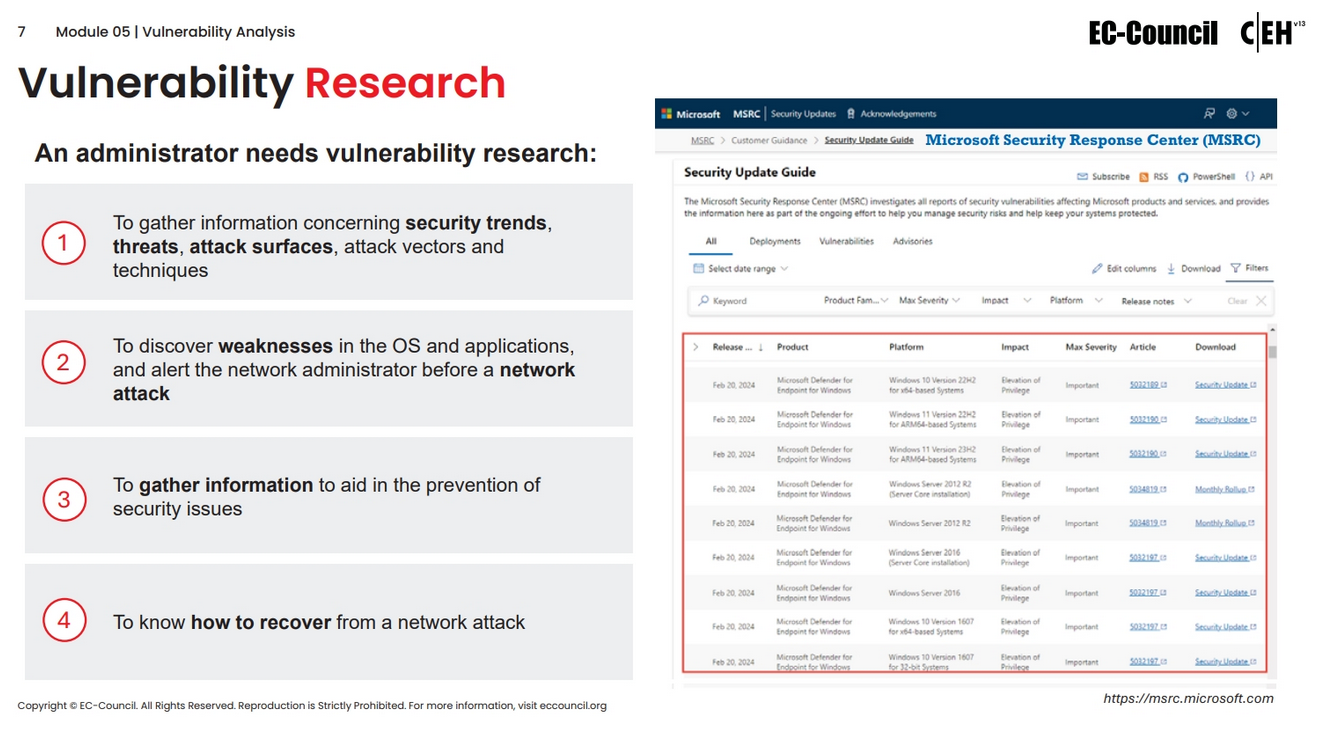 7 Module 05 | Vulnerability Analysis
EC-Council C|EH v13
Vulnerability Research
An administrator needs vulnerability research:
1 To gather information concerning security trends,
threats, attack surfaces, attack vectors and
techniques
2 To discover weaknesses in the OS and applications,
and alert the network administrator before a network
attack
3 To gather information to aid in the prevention of
security issues
4 To know how to recover from a network attack
Microsoft MSRC | Security Updates Acknowledgements
MSRC > Customer Guidance > Security Update Guide Microsoft Security Response Center (MSRC)
Security Update Guide
Subscribe RSS PowerShell {} API
The Microsoft Security Response Center (MSRC) investigates all reports of security vulnerabilities affecting Microsoft products and services, and provides
the information here as part of the ongoing effort to help you manage security risks and help keep your systems protected.
All Deployments Vulnerabilities Advisories
Select date range Edit columns Download Filters
Keyword Product Fam... Max Severity Impact Platform Release notes Clear
Release ... ↓ Product Platform Impact Max Severity Article Download
Feb 20, 2024 Microsoft Defender for Windows 10 Version 22H2 Elevation of Important 5032189 Security Update
Endpoint for Windows for x64-based Systems Privilege
Feb 20, 2024 Microsoft Defender for Windows 11 Version 22H2 Elevation of Important 5032190 Security Update
Endpoint for Windows for ARM64-based Systems Privilege
Feb 20, 2024 Microsoft Defender for Windows 11 Version 23H2 Elevation of Important 5032190 Security Update
Endpoint for Windows for ARM64-based Systems Privilege
Feb 20, 2024 Microsoft Defender for Windows Server 2012 R2 Elevation of Important 5034819 Monthly Rollup
Endpoint for Windows (Server Core installation) Privilege
Feb 20, 2024 Microsoft Defender for Windows Server 2012 R2 Elevation of Important 5034819 Monthly Rollup
Endpoint for Windows Privilege
Feb 20, 2024 Microsoft Defender for Windows Server 2016 Elevation of Important 5032197 Security Update
Endpoint for Windows (Server Core installation) Privilege
Feb 20, 2024 Microsoft Defender for Windows Server 2016 Elevation of Important 5032197 Security Update
Endpoint for Windows Privilege
Feb 20, 2024 Microsoft Defender for Windows 10 Version 1607 Elevation of Important 5032197 Security Update
Endpoint for Windows for x64-based Systems Privilege
Feb 20, 2024 Microsoft Defender for Windows 10 Version 1607 Elevation of Important 5032197 Security Update
Endpoint for Windows for 32-bit Systems Privilege
https://msrc.microsoft.com
Copyright © EC-Council. All Rights Reserved. Reproduction is Strictly Prohibited. For more information, visit eccouncil.org